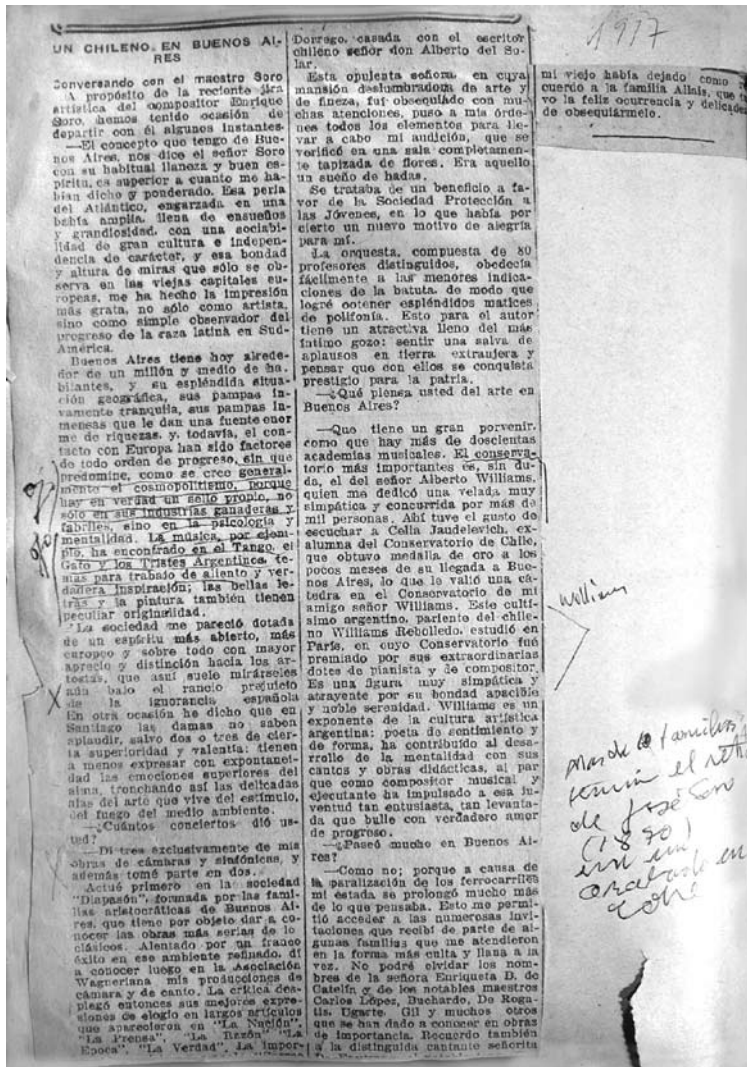 UN CHILENO. EN BUENOS AI-
RES
Conversando con el maestro Soro
A propósito de la reciente jira
artística del compositor Enrique
Soro, hemos tenido ocasión de
departir con él algunos instantes.
—El concepto que tengo de Bue-
nos Aires, nos dice el señor Soro
con su habitual llaneza y buen es-
píritu, es superior a cuanto me ha-
bían dicho y ponderado. Esa perla
del Atlántico, engarzada en una
bahía amplia, llena de ensueños
y grandiosidad, con una sociabi-
lidad de gran cultura e indepen-
dencia de carácter, y esa bondad
y altura de miras que sólo se ob-
serva en las viejas capitales eu-
ropeas, me ha hecho la impresión
más grata, no sólo como artista,
sino como simple observador del
progreso de la raza latina en Sud-
América.
Buenos Aires tiene hoy alrede-
dor de un millón y medio de ha-
bitantes, y su espléndida situa-
ción geográfica, sus pampas in-
vamente tranquila, sus pampas in-
mensas que le dan una fuente enor
me de riquezas, y, todavía, el con-
tacto con Europa han sido factores
de todo orden de progreso, sin que
predomine, como se cree general-
mente el cosmopolitismo, porque
hay en verdad un sello propio, no
sólo en sus industrias ganaderas y
fabriles, sino en la psicología y
mentalidad. La música, por ejem-
plo, ha encontrado en el Tango, el
Gato y los Tristes Argentinos, te-
mas para trabajo de aliento y ver-
dadera inspiración; las bellas le-
tras y la pintura también tienen
peculiar originalidad.
La sociedad me pareció dotada
de un espíritu más abierto, más
europeo y sobre todo con mayor
aprecio y distinción hacia los ar-
tostas, que aquí suele mirárseles
aún bajo el rancio prejuicio
de la ignorancia española
En otra ocasión he dicho que en
Santiago las damas no saben
aplaudir, salvo dos o tres de cier-
ta superioridad y valentía: tienen
a menos expresar con expontanei-
dad las emociones superiores del
alma, tronchando así las delicadas
alas del arte que vive del estímulo,
del fuego del medio ambiente.
—¿Cuántos conciertos dió us-
ted?
—Di tres exclusivamente de mis
obras de cámaras y sinfónicas, y
además tomé parte en dos.
Actué primero en la sociedad
"Diapasón", formada por las fami-
lias aristocráticas de Buenos Ai-
res, que tiene por objeto dar a co-
nocer las obras más serias de lo
clásicos. Alentado por un franco
éxito en ese ambiente refinado, dí
a conocer luego en la Asociación
Wagneriana mis producciones de
cámara y de canto. La crítica des-
plegó entonces sus mejores expre-
siones de elogio en largos artículos
que aparecieron en "La Nación",
"La Prensa", "La Razón" "La
Epoca", "La Verdad". La impor-
Dorrego, casada con el escritor
chileno señor don Alberto del So-
lar.
Esta opulenta señora, en cuya
mansión deslumbradora de arte y
de fineza, fuí obsequiado con mu-
chas atenciones, puso a mis órde-
nes todos los elementos para lle-
var a cabo mi audición, que se
verificó en una sala completamen-
te tapizada de flores. Era aquello
un sueño de hadas.
Se trataba de un beneficio a fa-
vor de la Sociedad Protección a
las Jóvenes, en lo que había por
cierto un nuevo motivo de alegría
para mí.
La orquesta, compuesta de 80
profesores distinguidos, obedecía
fácilmente a las menores indica-
ciones de la batuta, de modo que
logré obtener espléndidos matices
de polifonía. Esto para el autor
tiene un atractiva lleno del más
íntimo gozo: sentir una salva de
aplausos en tierra extranjera y
pensar que con ellos se conquista
prestigio para la patria.
—¿Qué piensa usted del arte en
Buenos Aires?
—Que tiene un gran porvenir,
como que hay más de doscientas
academias musicales. El conserva-
torio más importantes es, sin du-
da, el del señor Alberto Williams,
quien me dedicó una velada muy
simpática y concurrida por más de
mil personas. Ahí tuve el gusto de
escuchar a Celia Jaudelevich, ex-
alumna del Conservatorio de Chile,
que obtuvo medalla de oro a los
pocos meses de su llegada a Bue-
nos Aires, lo que le valió una cá-
tedra en el Conservatorio de mi
amigo señor Williams. Este cultí-
simo argentino, pariente del chile-
no Williams Rebolledo, estudió en
París, en cuyo Conservatorio fué
premiado por sus extraordinarias
dotes de pianista y de compositor.
Es una figura muy simpática y
atrayente por su bondad apacible
y noble serenidad. Williams es un
exponente de la cultura artística
argentina: poeta de sentimiento y
de forma, ha contribuído al desa-
rrollo de la mentalidad con sus
cantos y obras didácticas, al par
que como compositor musical y
ejecutante ha impulsado a esa ju-
ventud tan entusiasta, tan levanta-
da que bulle con verdadero amor
de progreso.
—¿Paseó mucho en Buenos Ai-
res?
—Como no; porque a causa de
la paralización de los ferrocarriles
mi estada se prolongó mucho más
de lo que pensaba. Esto me permi-
tió acceder a las numerosas invi-
taciones que recibí de parte de al-
gunas familias que me atendieron
en la forma más culta y llana a la
vez. No podré olvidar los nom-
bres de la señora Enriqueta B. de
Catelín y de los notables maestros
Carlos López, Buchardo, De Roga-
tis, Ugarte, Gil y muchos otros
que se han dado a conocer en obras
de importancia. Recuerdo también
a la distinguida cantante señorita
1917
mi viejo había dejado como
cuerdo a la familia Allais, que
vo la feliz ocurrencia y delicadez
de obsequiármelo.
William
familias
el
de José Soro
en